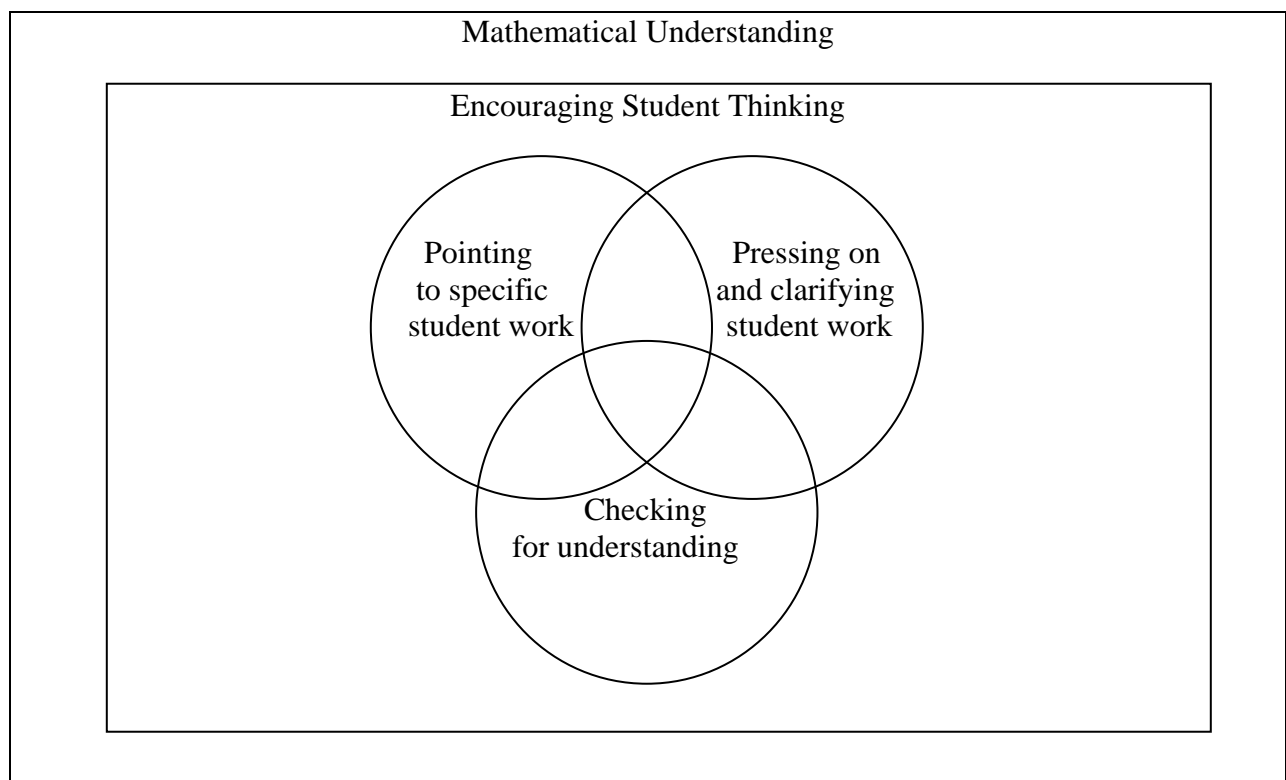 Mathematical Understanding
Encouraging Student Thinking
Pointing
to specific
student work
Pressing on
and clarifying
student work
Checking
for understanding